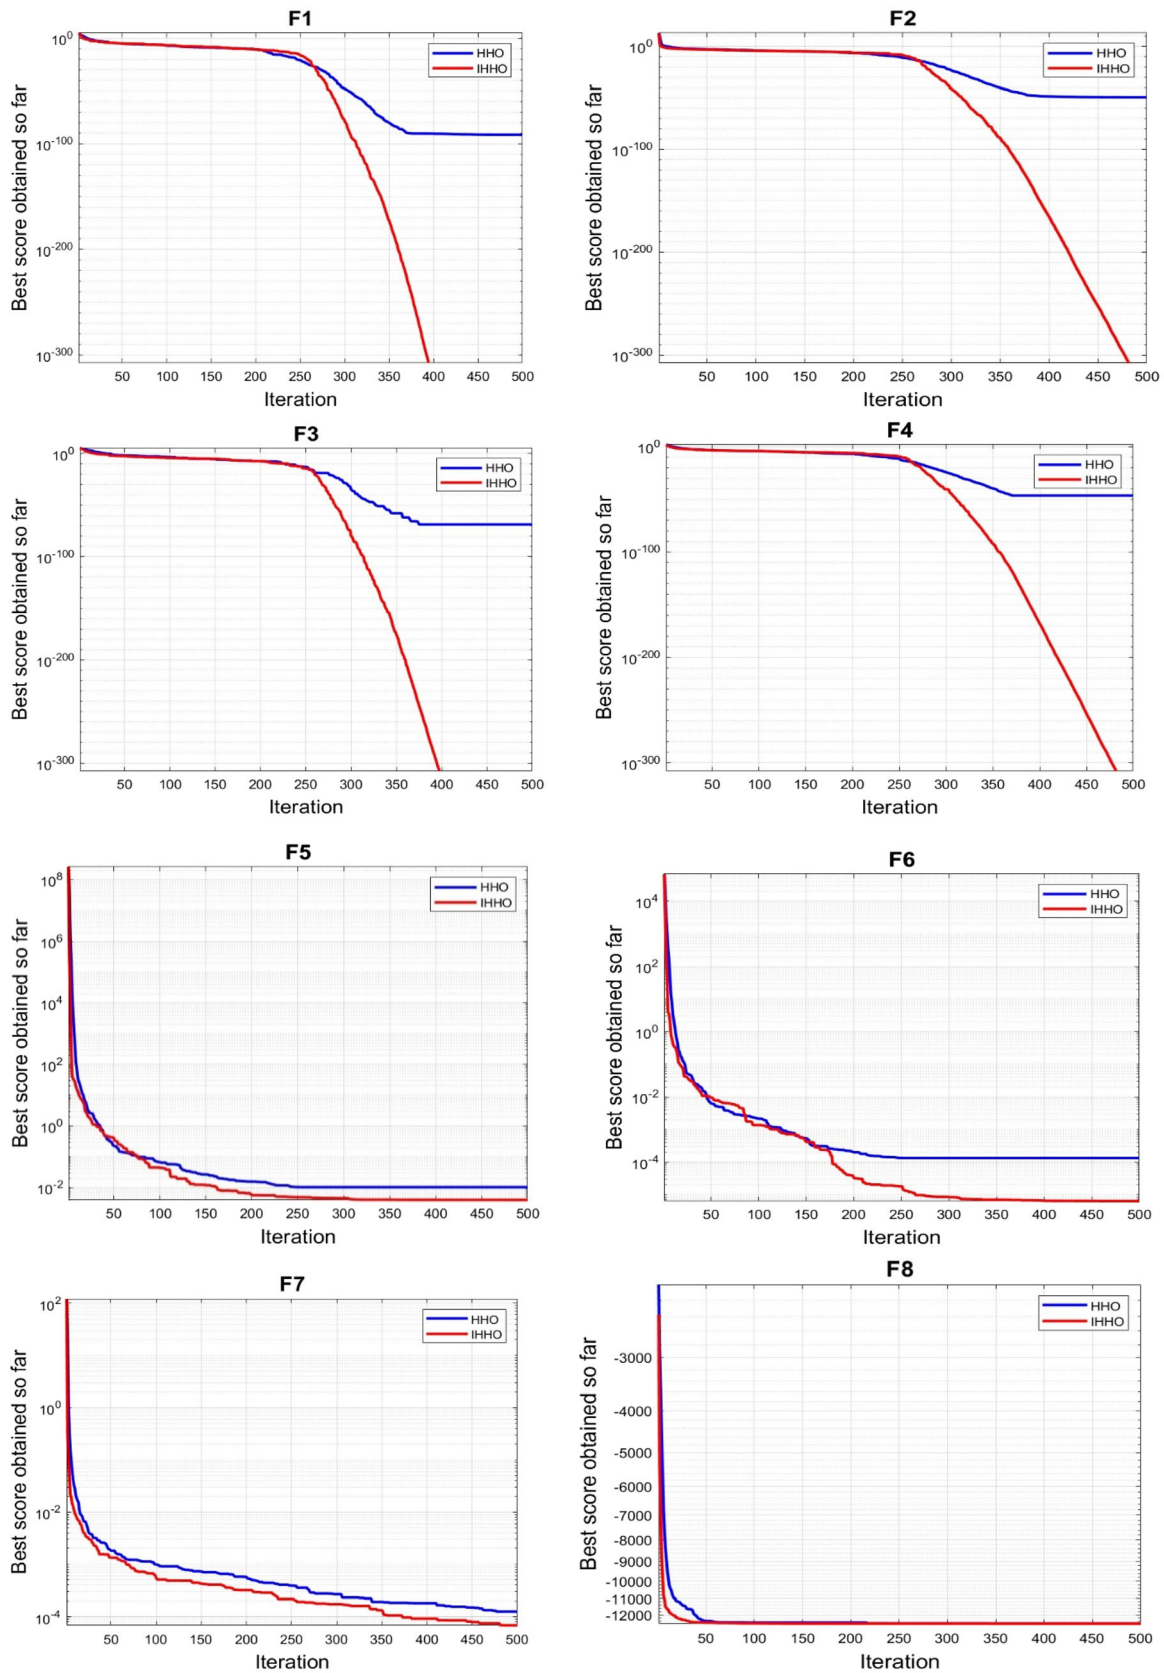 F1
Best score obtained so far
10^0
10^-100
10^-200
10^-300
HHO
IHHO
50 100 150 200 250 300 350 400 450 500
Iteration
F2
Best score obtained so far
10^0
10^-100
10^-200
10^-300
HHO
IHHO
50 100 150 200 250 300 350 400 450 500
Iteration
F3
Best score obtained so far
10^0
10^-100
10^-200
10^-300
HHO
IHHO
50 100 150 200 250 300 350 400 450 500
Iteration
F4
Best score obtained so far
10^0
10^-100
10^-200
10^-300
HHO
IHHO
50 100 150 200 250 300 350 400 450 500
Iteration
F5
Best score obtained so far
10^8
10^6
10^4
10^2
10^0
10^-2
HHO
IHHO
50 100 150 200 250 300 350 400 450 500
Iteration
F6
Best score obtained so far
10^4
10^2
10^0
10^-2
10^-4
HHO
IHHO
50 100 150 200 250 300 350 400 450 500
Iteration
F7
Best score obtained so far
10^2
10^0
10^-2
10^-4
HHO
IHHO
50 100 150 200 250 300 350 400 450 500
Iteration
F8
Best score obtained so far
-3000
-4000
-5000
-6000
-7000
-8000
-9000
-10000
-11000
-12000
HHO
IHHO
50 100 150 200 250 300 350 400 450 500
Iteration